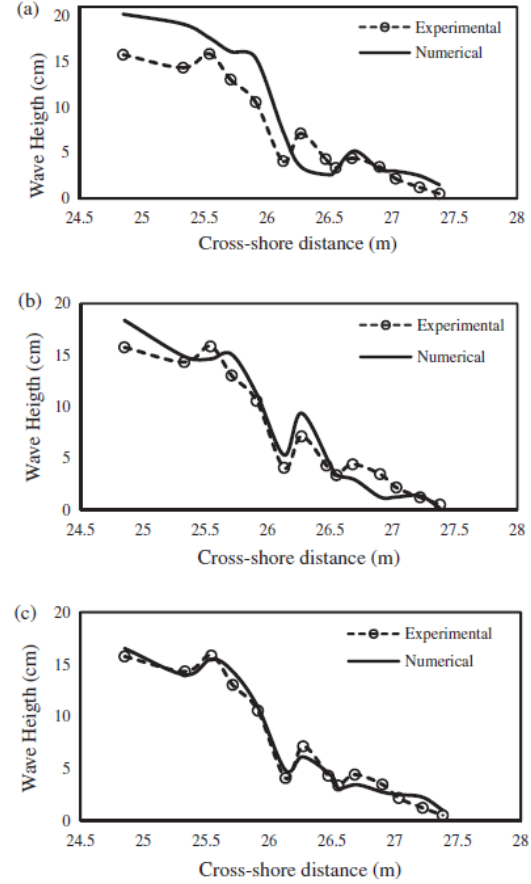 (a)
20
15
10
5
0
Wave Heigth (cm)
Experimental
Numerical
24.5 25 25.5 26 26.5 27 27.5 28
Cross-shore distance (m)
(b)
20
15
10
5
0
Wave Heigth (cm)
Experimental
Numerical
24.5 25 25.5 26 26.5 27 27.5 28
Cross-shore distance (m)
(c)
20
15
10
5
0
Wave Heigth (cm)
Experimental
Numerical
24.5 25 25.5 26 26.5 27 27.5 28
Cross-shore distance (m)